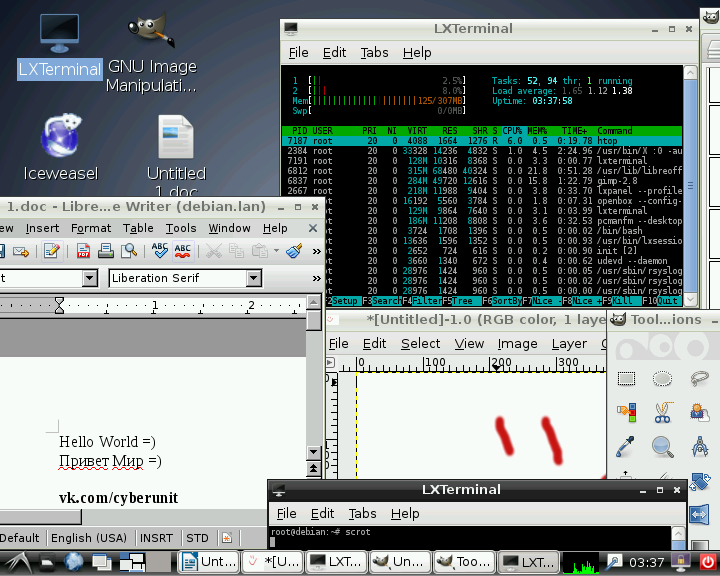 LXTerminal
GNU Image
Manipulati...
Iceweasel
Untitled
1.doc
LXTerminal
File Edit Tabs Help
1 [|| 2.5%] Tasks: 52, 94 thr; 1 running
2 [||| 8.0%] Load average: 1.65 1.12 1.38
Mem[||||||||||||||||||||||||125/307MB] Uptime: 03:37:58
Swp[ 0/0MB]
PID USER PRI NI VIRT RES SHR S CPU% MEM% TIME+ Command
7187 root 20 0 4088 1664 1276 R 6.0 0.5 0:19.78 htop
2384 root 20 0 33328 14236 4832 S 1.0 4.5 2:24.96 /usr/bin/X :0 -au
7191 root 20 0 128M 10316 8368 S 0.0 3.3 0:00.77 lxterminal
6812 root 20 0 315M 68480 40324 S 0.0 21.8 0:51.28 /usr/lib/libreoff
6837 root 20 0 284M 49720 12616 S 0.0 15.8 1:22.79 gimp-2.8
2667 root 20 0 218M 11988 9404 S 0.0 3.8 0:33.70 lxpanel --profile
openbox --config-
20 0 16192 5560 3784 S 0.0 1.8 0:07.31
20 0 129M 9864 7640 S 0.0 3.1 0:03.99 lxterminal
20 0 186M 11208 8808 S 0.0 3.6 0:32.53 pcmanfm --desktop
20 0 3724 1708 1396 S 0.0 0.5 0:00.02 /bin/bash
20 0 13636 1596 1352 S 0.0 0.5 0:00.93 /usr/bin/lxsessio
20 0 2652 724 616 S 0.0 0.2 0:00.90 init [2]
20 0 3660 1340 672 S 0.0 0.4 0:00.62 udevd --daemon
20 0 28976 1424 960 S 0.0 0.5 0:00.05 /usr/sbin/rsyslog
20 0 28976 1424 960 S 0.0 0.5 0:00.01 /usr/sbin/rsyslog
20 0 28976 1424 960 S 0.0 0.5 0:00.00 /usr/sbin/rsyslog
F2Setup F3Search F4Filter F5Tree F6SortBy F7Nice - F8Nice + F9Kill F10Quit
1.doc - Libre...e Writer (debian.lan)
ew Insert Format Table Tools Window Help
t Liberation Serif
1 2
Hello World =)
Привет Мир =)
vk.com/cyberunit
Default English (USA) INSRT STD
*[Untitled]-1.0 (RGB color, 1 laye
File Edit Select View Image Layer C
0 100 200 300
Tool...ions
LXTerminal
File Edit Tabs Help
root@debian:~# scrot
Unt... *[U... LXT... Un... Too... LXT... 03:37